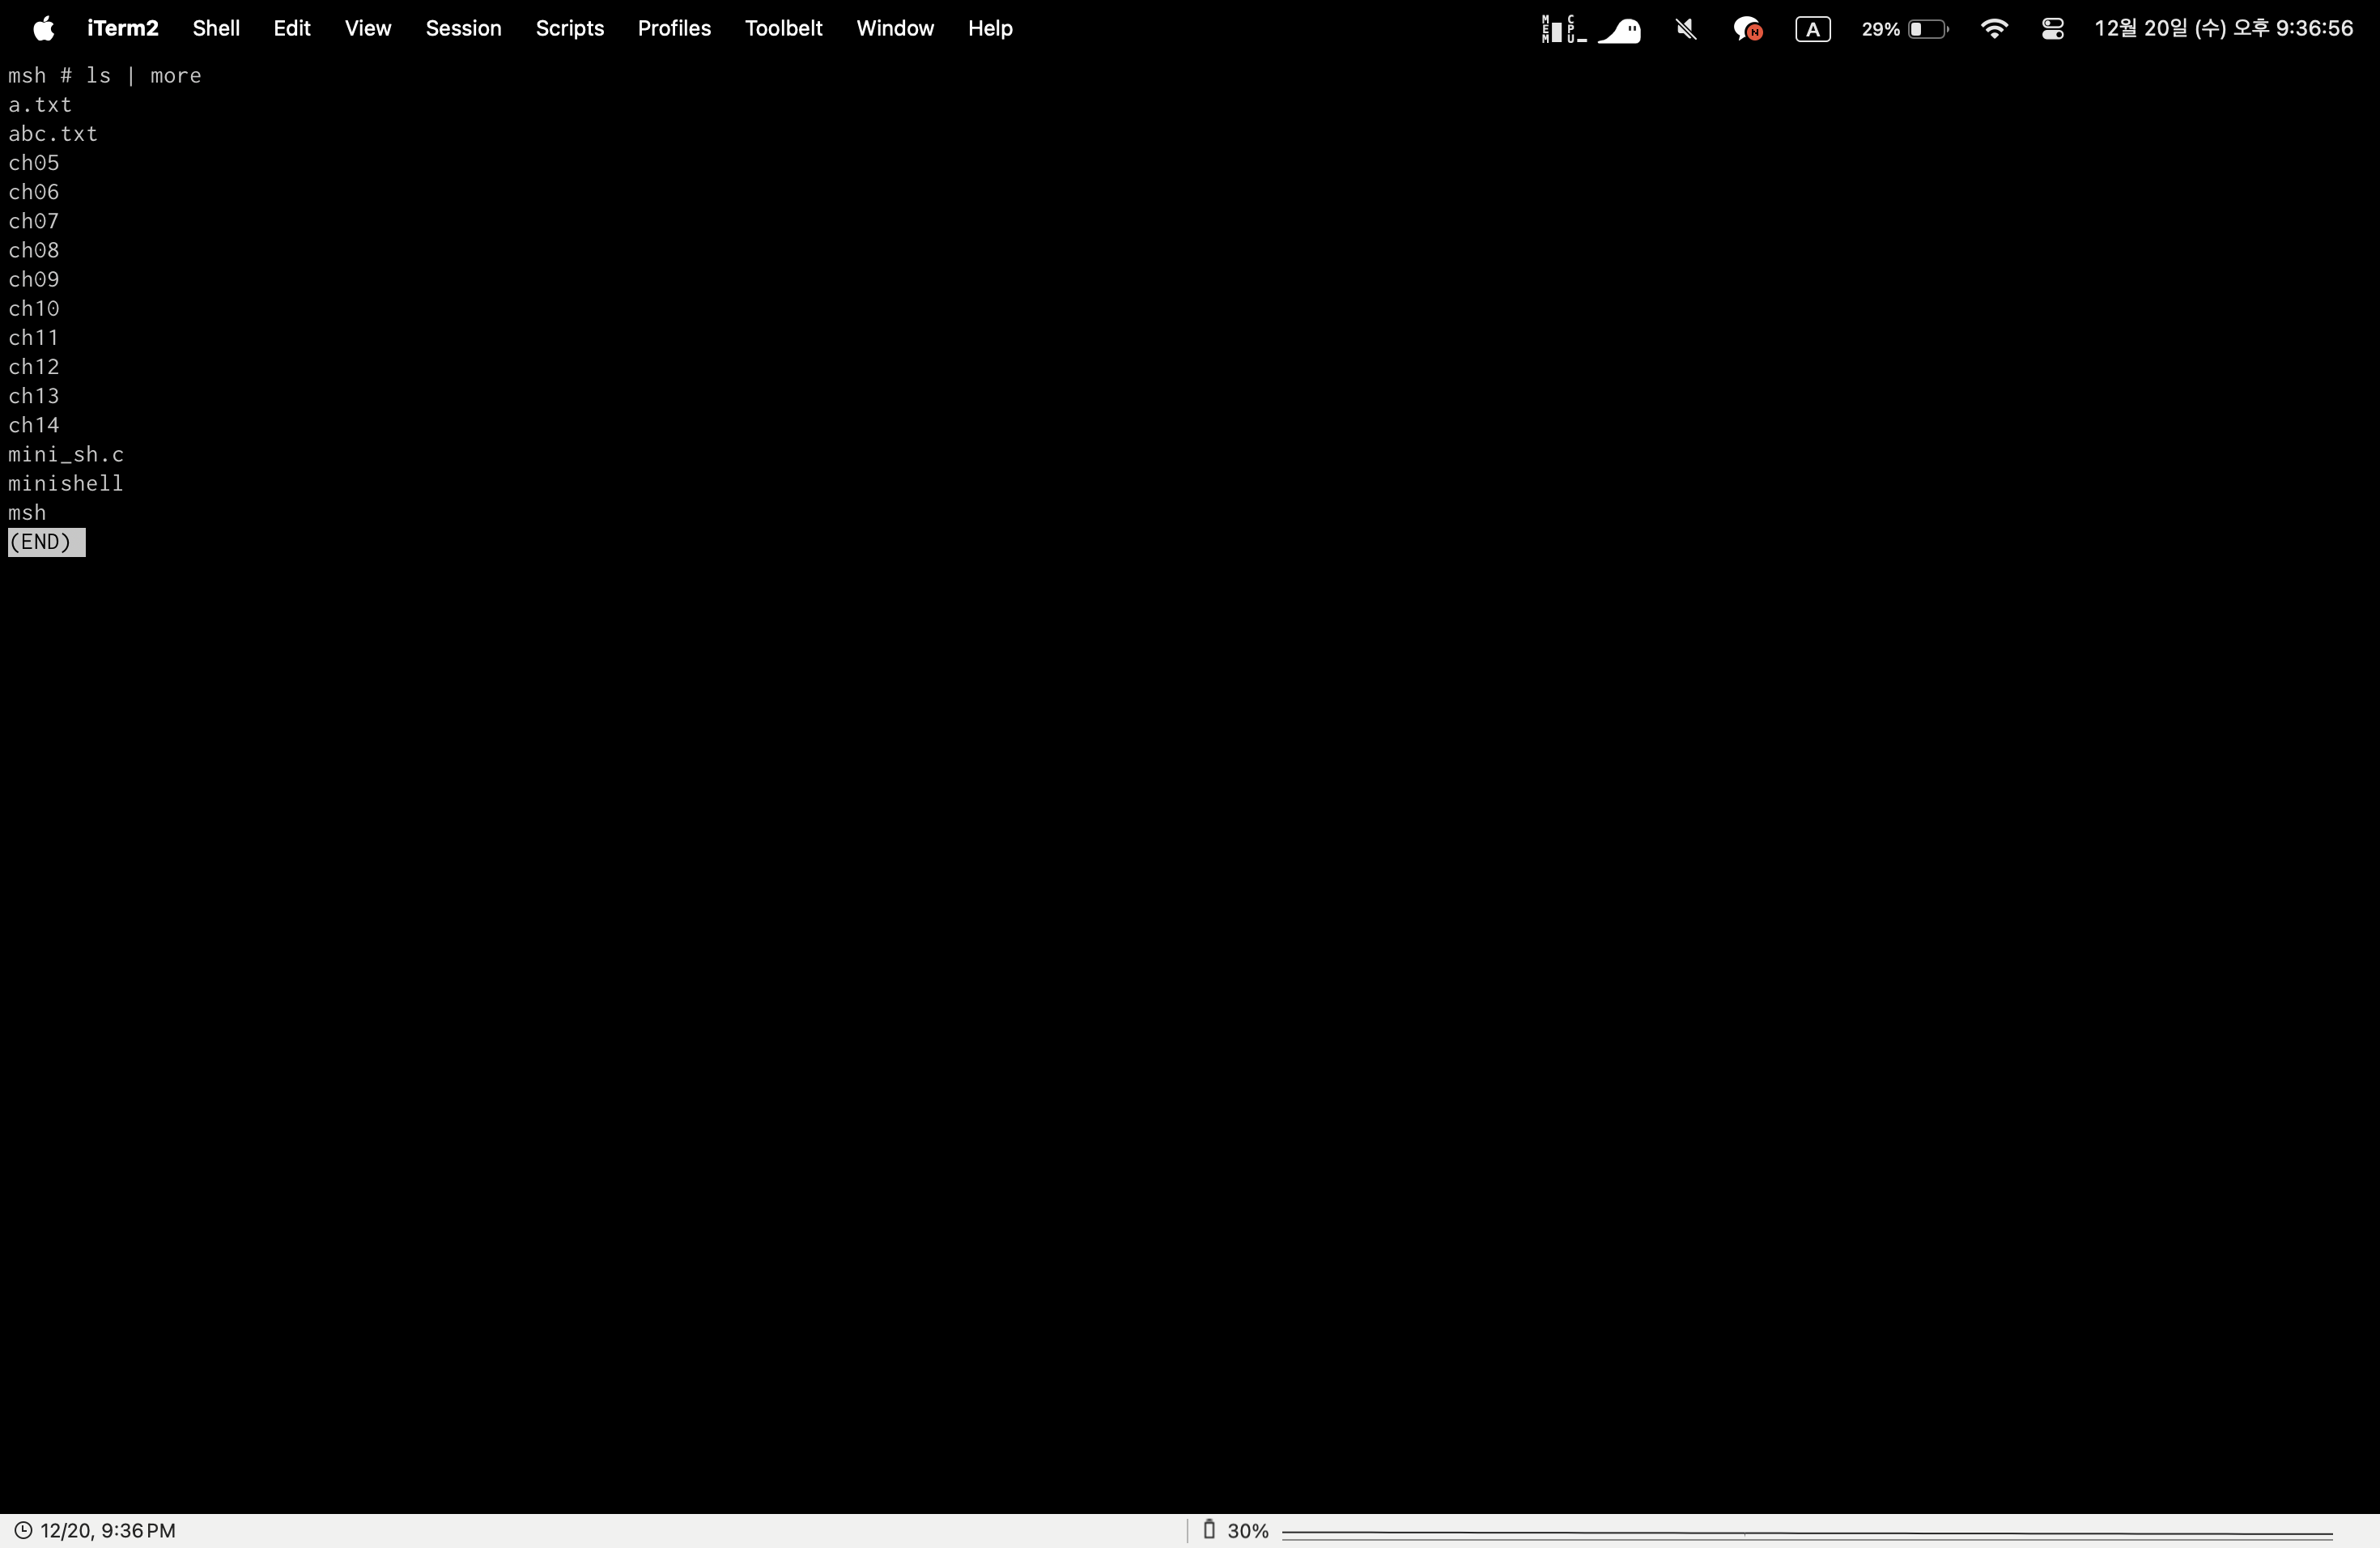 iTerm2 Shell Edit View Session Scripts Profiles Toolbelt Window Help MEM CPU N A 29% 12월 20일 (수) 오후 9:36:56
msh # ls | more
a.txt
abc.txt
ch05
ch06
ch07
ch08
ch09
ch10
ch11
ch12
ch13
ch14
mini_sh.c
minishell
msh
(END)
12/20, 9:36 PM 30%